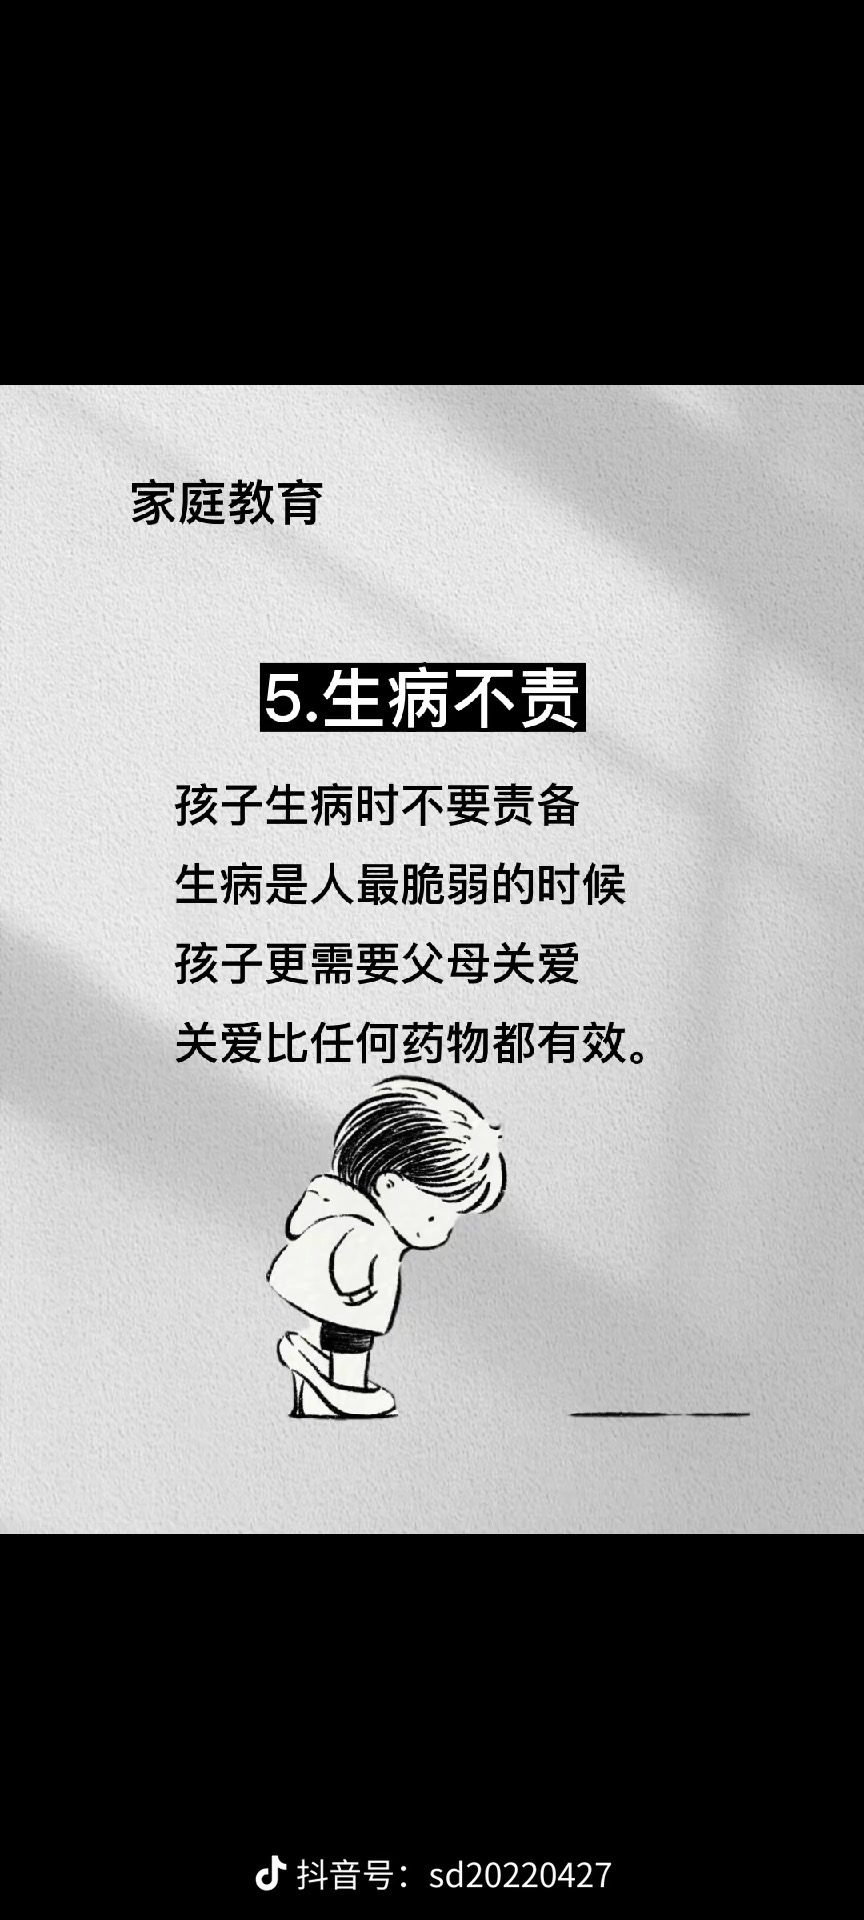 家庭教育
5.生病不责
孩子生病时不要责备
生病是人最脆弱的时候
孩子更需要父母关爱
关爱比任何药物都有效。
抖音号：sd20220427